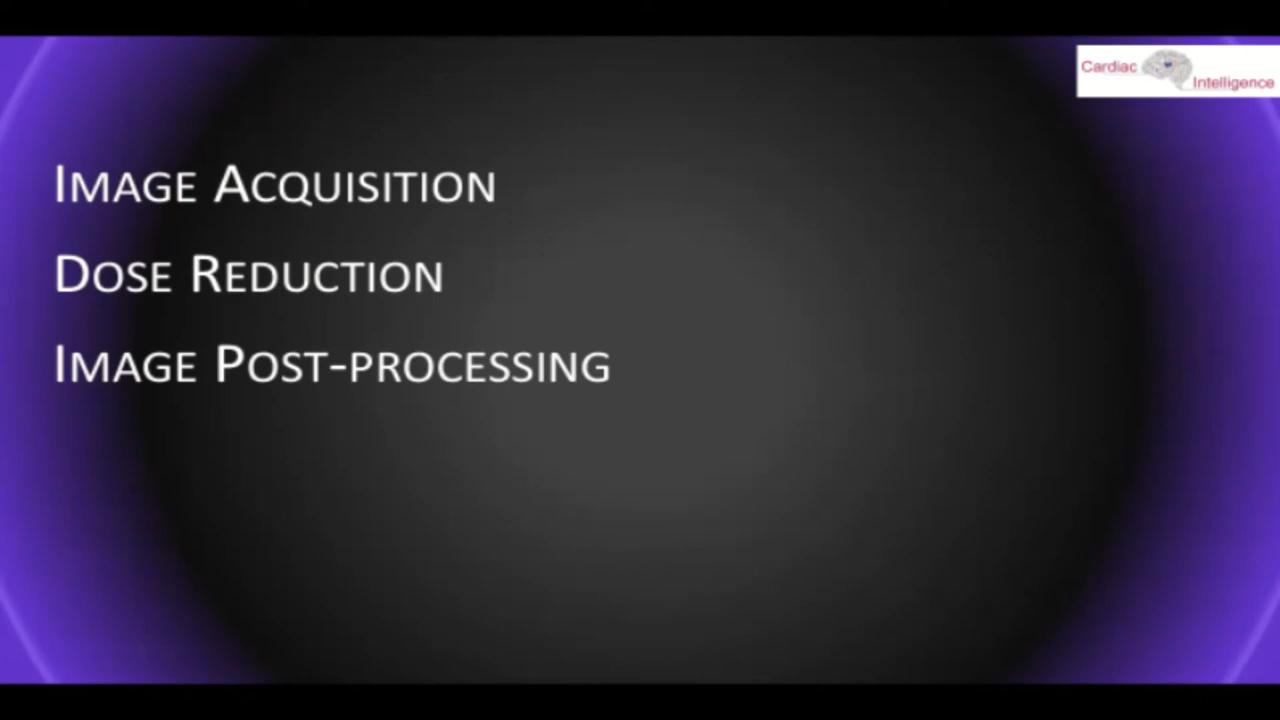 Cardiac
Intelligence
Image Acquisition
Dose Reduction
Image Post-processing